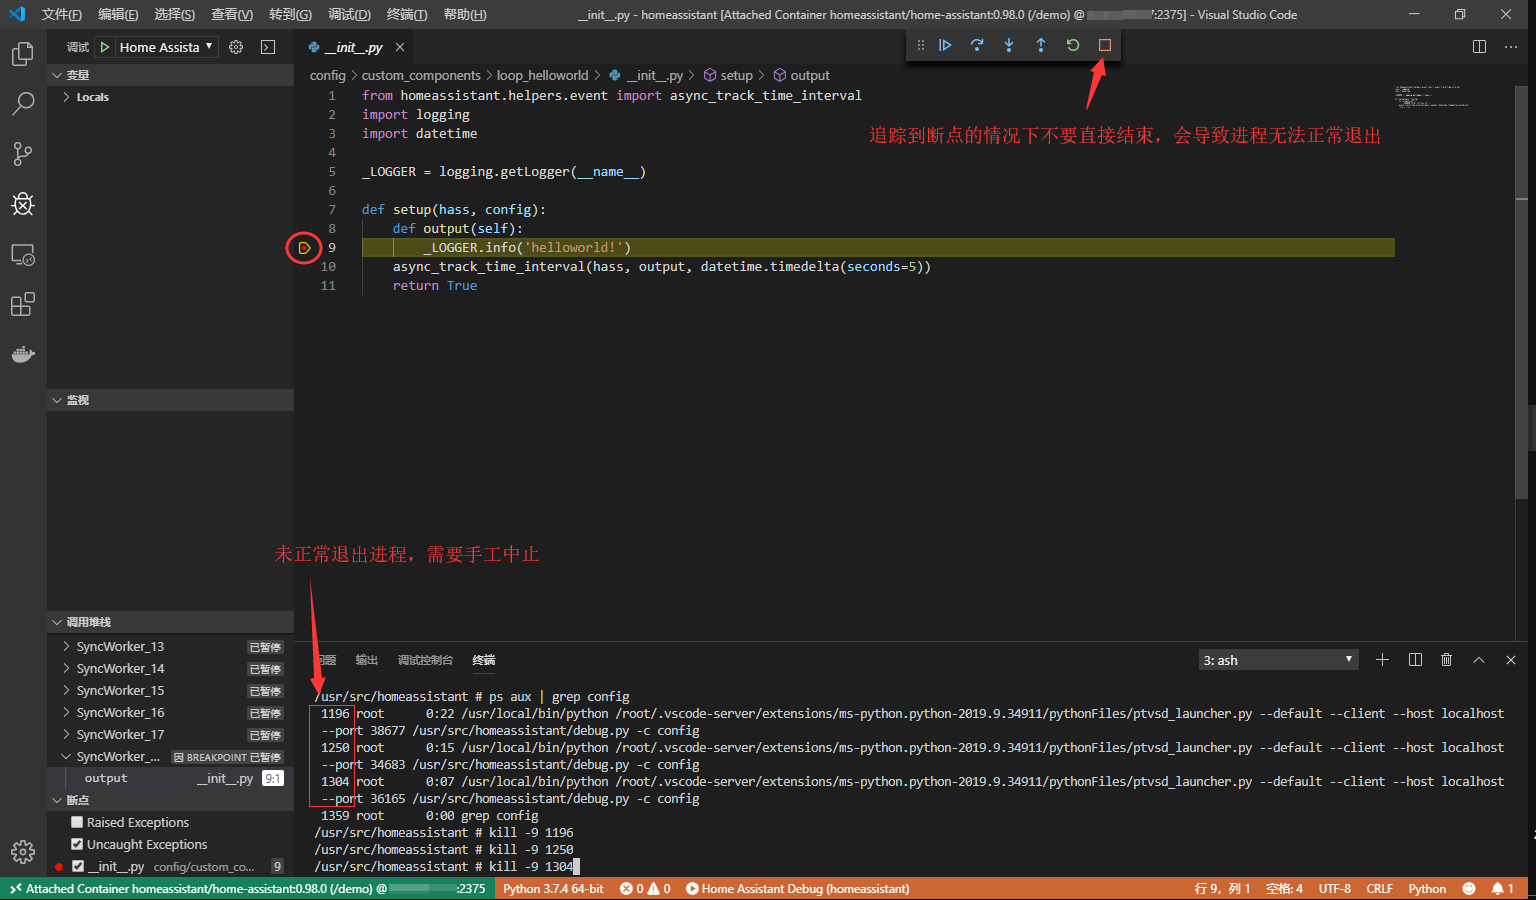 文件(F) 编辑(E) 选择(S) 查看(V) 转到(G) 调试(D) 终端(T) 帮助(H) __init__.py - homeassistant [Attached Container homeassistant/home-assistant:0.98.0 (/demo) @ 7:2375] - Visual Studio Code
调试 Home Assista
__init__.py
变量
Locals
config > custom_components > loop_helloworld > __init__.py > setup > output
1 from homeassistant.helpers.event import async_track_time_interval
2 import logging
3 import datetime
4
5 _LOGGER = logging.getLogger(__name__)
6
7 def setup(hass, config):
8 def output(self):
9 _LOGGER.info('helloworld!')
10 async_track_time_interval(hass, output, datetime.timedelta(seconds=5))
11 return True
追踪到断点的情况下不要直接结束，会导致进程无法正常退出
监视
未正常退出进程，需要手工中止
调用堆栈
SyncWorker_13 已暂停
SyncWorker_14 已暂停
SyncWorker_15 已暂停
SyncWorker_16 已暂停
SyncWorker_17 已暂停
SyncWorker_... 因 BREAKPOINT 已暂停
output __init__.py 9:1
断点
Raised Exceptions
Uncaught Exceptions
__init__.py config/custom_co... 9
问题 输出 调试控制台 终端 3: ash
/usr/src/homeassistant # ps aux | grep config
1196 root 0:22 /usr/local/bin/python /root/.vscode-server/extensions/ms-python.python-2019.9.34911/pythonFiles/ptvsd_launcher.py --default --client --host localhost
--port 38677 /usr/src/homeassistant/debug.py -c config
1250 root 0:15 /usr/local/bin/python /root/.vscode-server/extensions/ms-python.python-2019.9.34911/pythonFiles/ptvsd_launcher.py --default --client --host localhost
--port 34683 /usr/src/homeassistant/debug.py -c config
1304 root 0:07 /usr/local/bin/python /root/.vscode-server/extensions/ms-python.python-2019.9.34911/pythonFiles/ptvsd_launcher.py --default --client --host localhost
--port 36165 /usr/src/homeassistant/debug.py -c config
1359 root 0:00 grep config
/usr/src/homeassistant # kill -9 1196
/usr/src/homeassistant # kill -9 1250
/usr/src/homeassistant # kill -9 1304
Attached Container homeassistant/home-assistant:0.98.0 (/demo) @ :2375 Python 3.7.4 64-bit 0 0 Home Assistant Debug (homeassistant) 行 9，列 1 空格: 4 UTF-8 CRLF Python 1